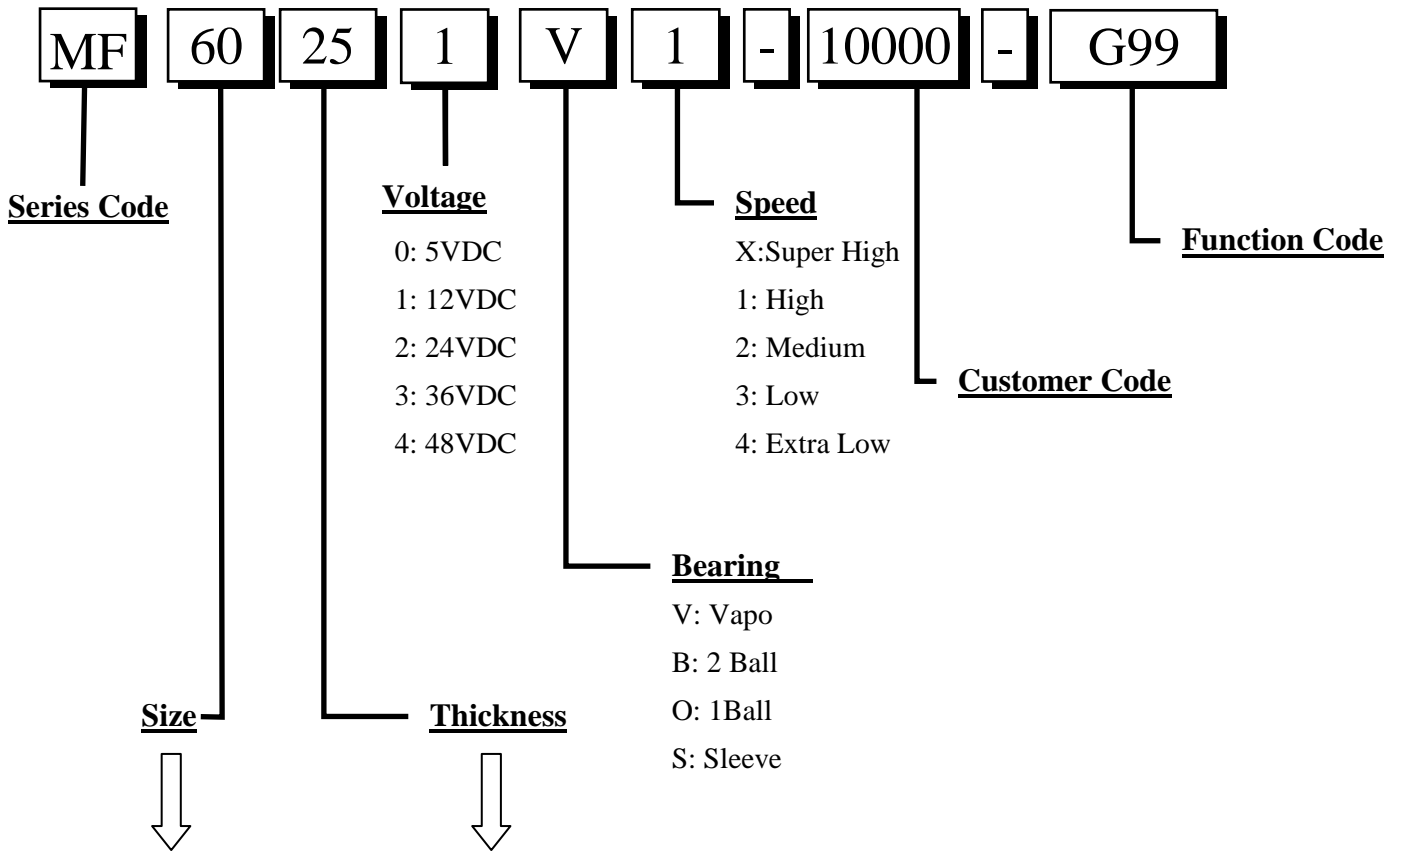 MF 60 25 1 V 1 - 10000 - G99
Series Code
Voltage
0: 5VDC
1: 12VDC
2: 24VDC
3: 36VDC
4: 48VDC
Speed
X:Super High
1: High
2: Medium
3: Low
4: Extra Low
Function Code
Customer Code
Bearing
V: Vapo
B: 2 Ball
O: 1Ball
S: Sleeve
Size
Thickness